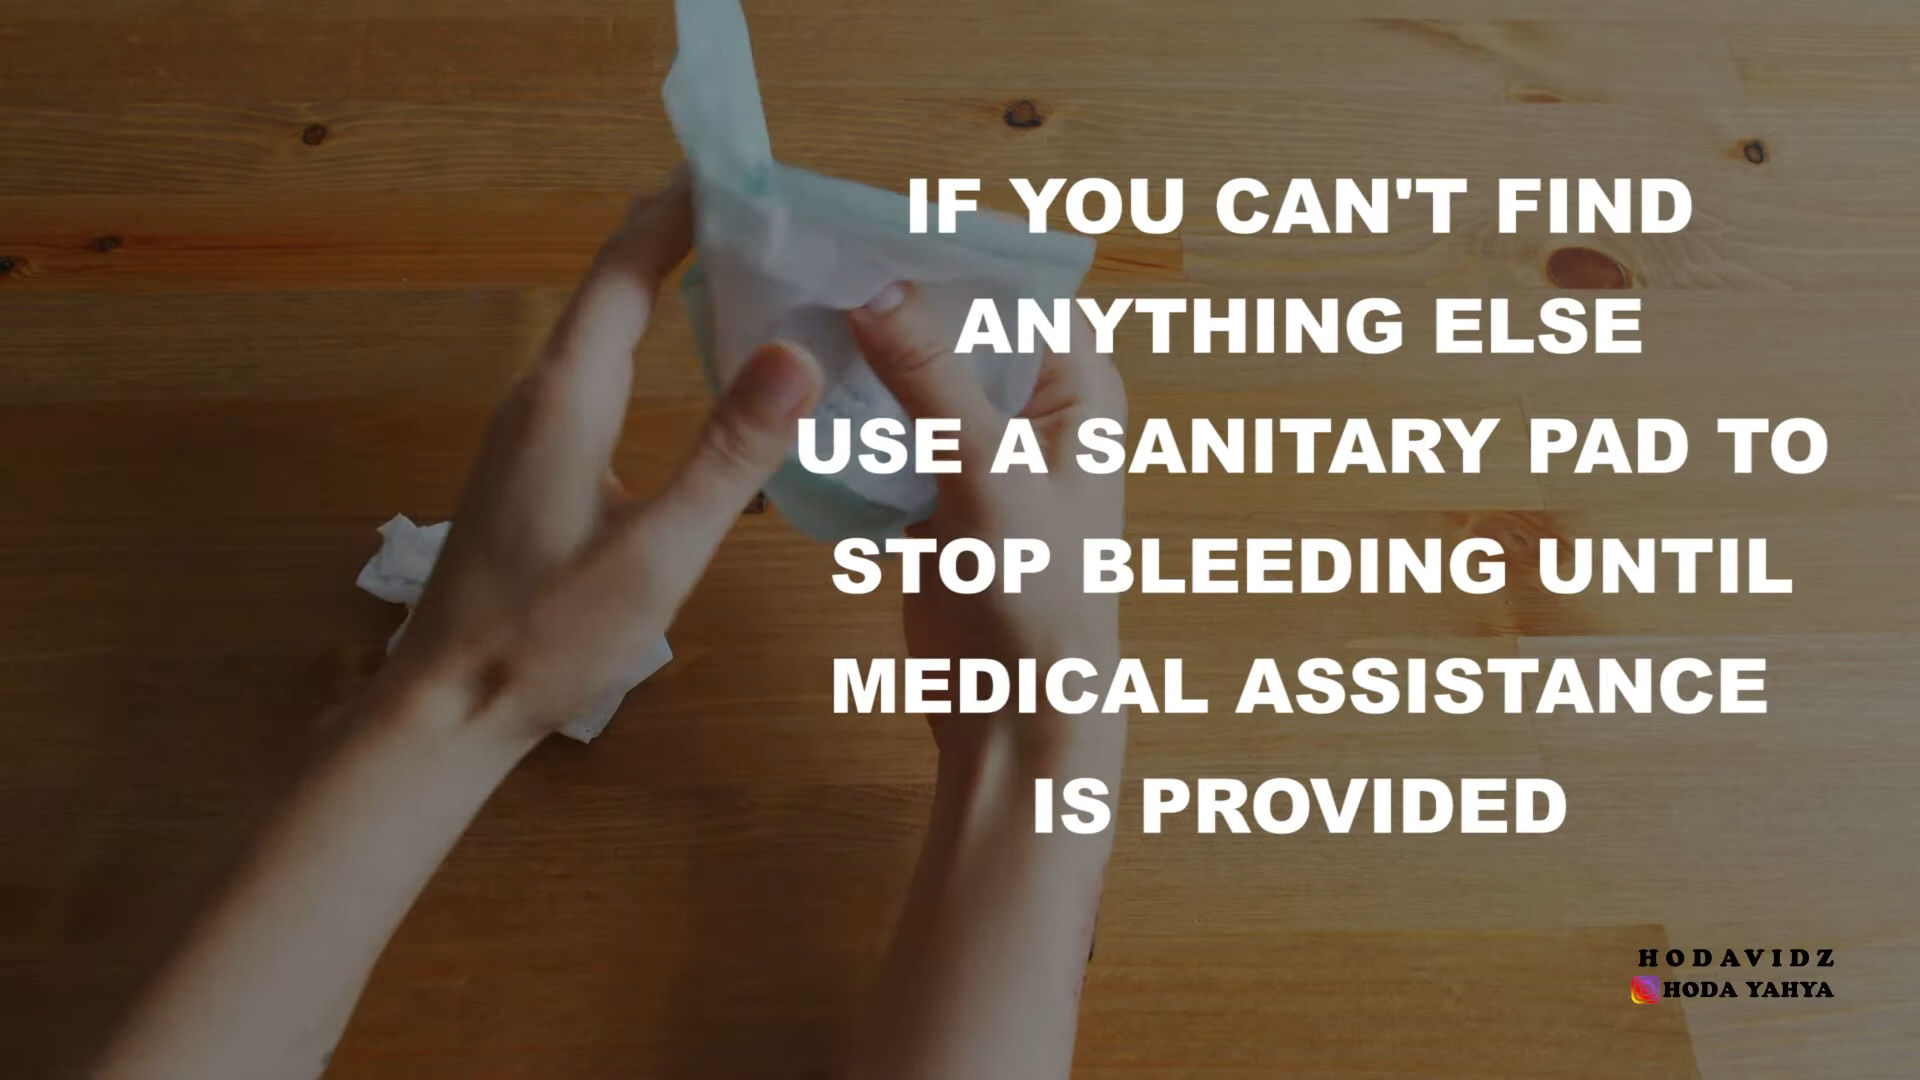 IF YOU CAN'T FIND
ANYTHING ELSE
USE A SANITARY PAD TO
STOP BLEEDING UNTIL
MEDICAL ASSISTANCE
IS PROVIDED
HODAVIDZ
HODA YAHYA